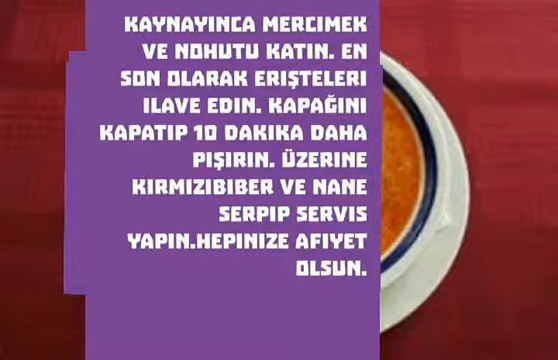 KAYNAYINCA MERCIMEK
VE NOHUTU KATIN. EN
SON OLARAK ERIŞTELERI
ILAVE EDIN. KAPAĞINI
KAPATIP 10 DAKIKA DAHA
PIŞIRIN. ÜZERINE
KIRMIZIBIBER VE NANE
SERPIP SERVIS
YAPIN.HEPINIZE AFIYET
OLSUN.